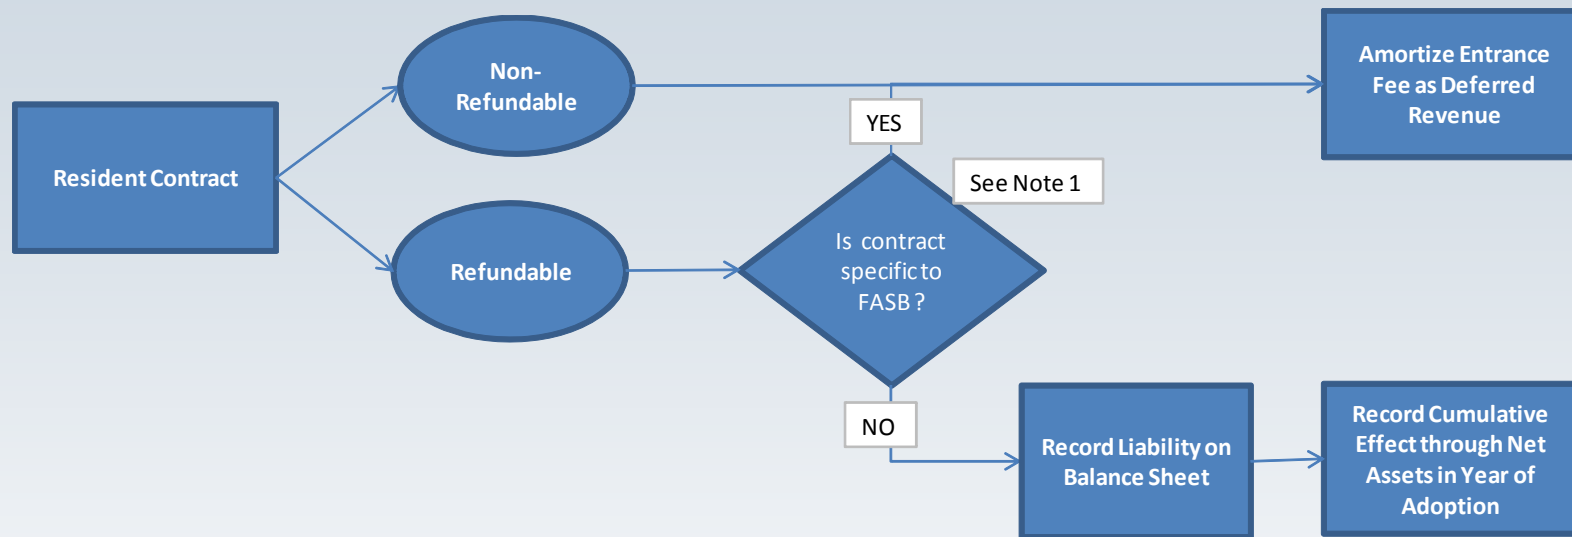 Resident Contract
Non-
Refundable
Refundable
YES
See Note 1
Is contract
specific to
FASB ?
NO
Amortize Entrance
Fee as Deferred
Revenue
Record Liability on
Balance Sheet
Record Cumulative
Effect through Net
Assets in Year of
Adoption